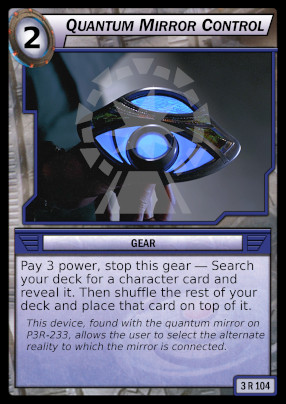 QUANTUM MIRROR CONTROL
2
GEAR
Pay 3 power, stop this gear — Search
your deck for a character card and
reveal it. Then shuffle the rest of your
deck and place that card on top of it.
This device, found with the quantum mirror on
P3R-233, allows the user to select the alternate
reality to which the mirror is connected.
3 R 104